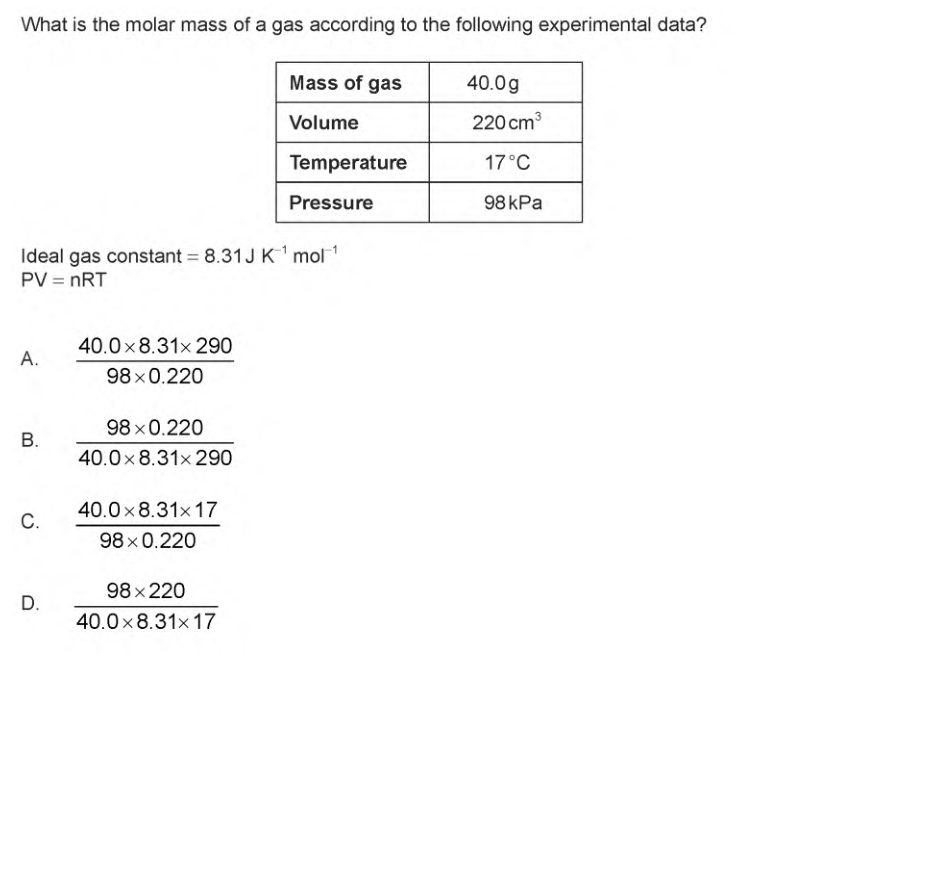 What is the molar mass of a gas according to the following experimental data?
Mass of gas 40.0g
Volume 220cm³
Temperature 17°C
Pressure 98kPa
Ideal gas constant = 8.31J K⁻¹ mol⁻¹
PV = nRT
A. 40.0×8.31×290
98×0.220
B. 98×0.220
40.0×8.31×290
C. 40.0×8.31×17
98×0.220
D. 98×220
40.0×8.31×17